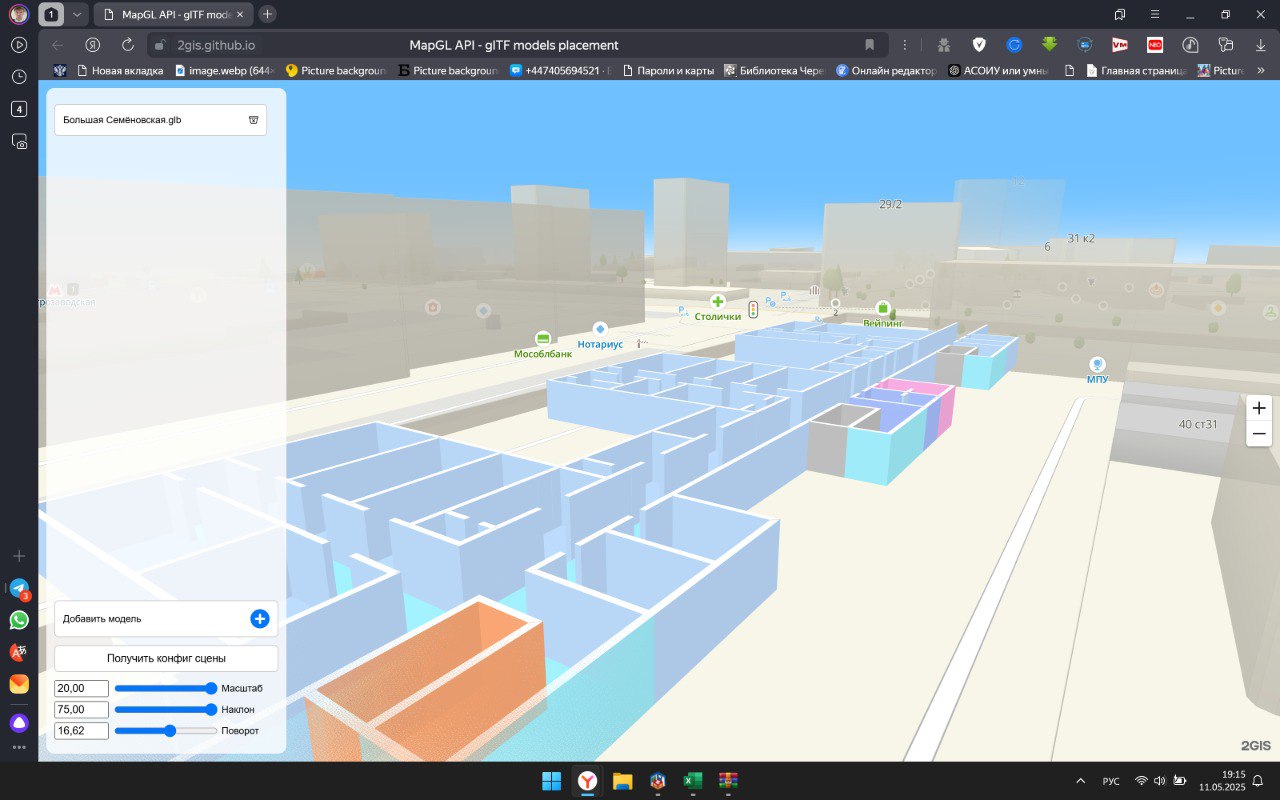 1
MapGL API - glTF mode
2gis.github.io
MapGL API - glTF models placement
Новая вкладка
image.webp (644×
Picture backgroun
Picture backgroun
+447405694521 ·
Пароли и карты
Библиотека Чере
Онлайн редактор
АСОИУ или умны
Главная страница
Picture
»
4
Большая Семёновская.glb
12
29/2
31 к2
6
трозаводская
Столички
2
Вейпинг
Нотариус
Мособлбанк
МПУ
40 ст31
+
−
Добавить модель
Получить конфиг сцены
20,00 Масштаб
75,00 Наклон
16,62 Поворот
2GIS
3
РУС
19:15
11.05.2025